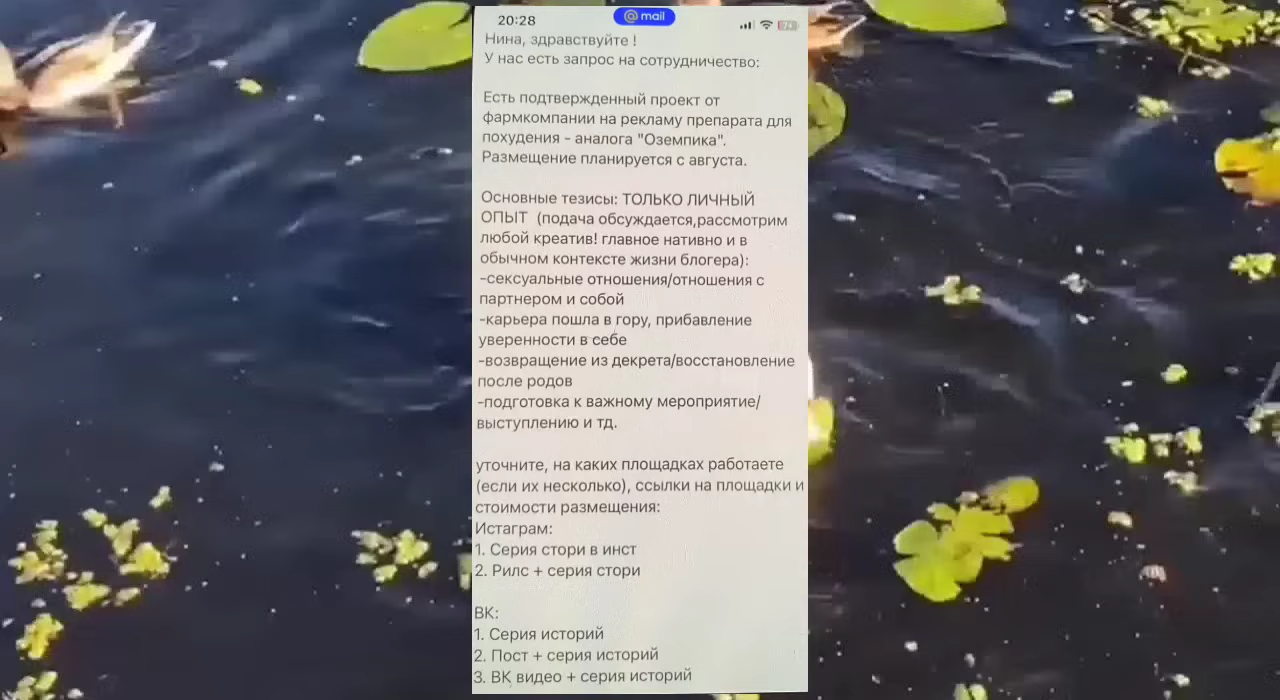 20:28
@mail
24
Нина, здравствуйте !
У нас есть запрос на сотрудничество:
Есть подтвержденный проект от
фармкомпании на рекламу препарата для
похудения - аналога "Оземпика".
Размещение планируется с августа.
Основные тезисы: ТОЛЬКО ЛИЧНЫЙ
ОПЫТ (подача обсуждается,рассмотрим
любой креатив! главное нативно и в
обычном контексте жизни блогера):
-сексуальные отношения/отношения с
партнером и собой
-карьера пошла в гору, прибавление
уверенности в себе
-возвращение из декрета/восстановление
после родов
-подготовка к важному мероприятие/
выступлению и тд.
уточните, на каких площадках работаете
(если их несколько), ссылки на площадки и
стоимости размещения:
Истаграм:
1. Серия стори в инст
2. Рилс + серия стори
ВК:
1. Серия историй
2. Пост + серия историй
3. ВК видео + серия историй